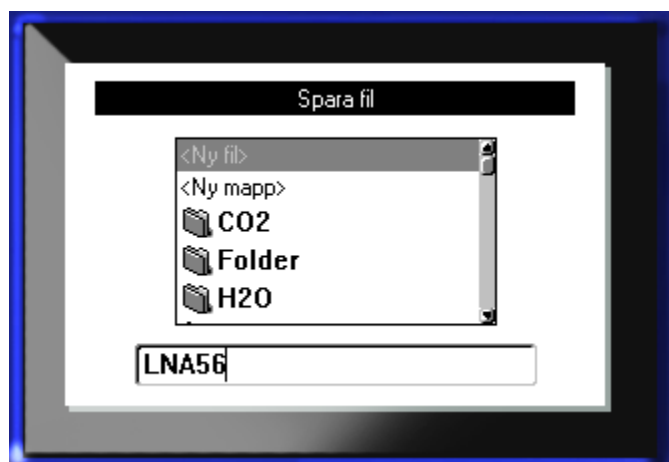 Spara fil
<Ny fil>
<Ny mapp>
CO2
Folder
H2O
LNA56